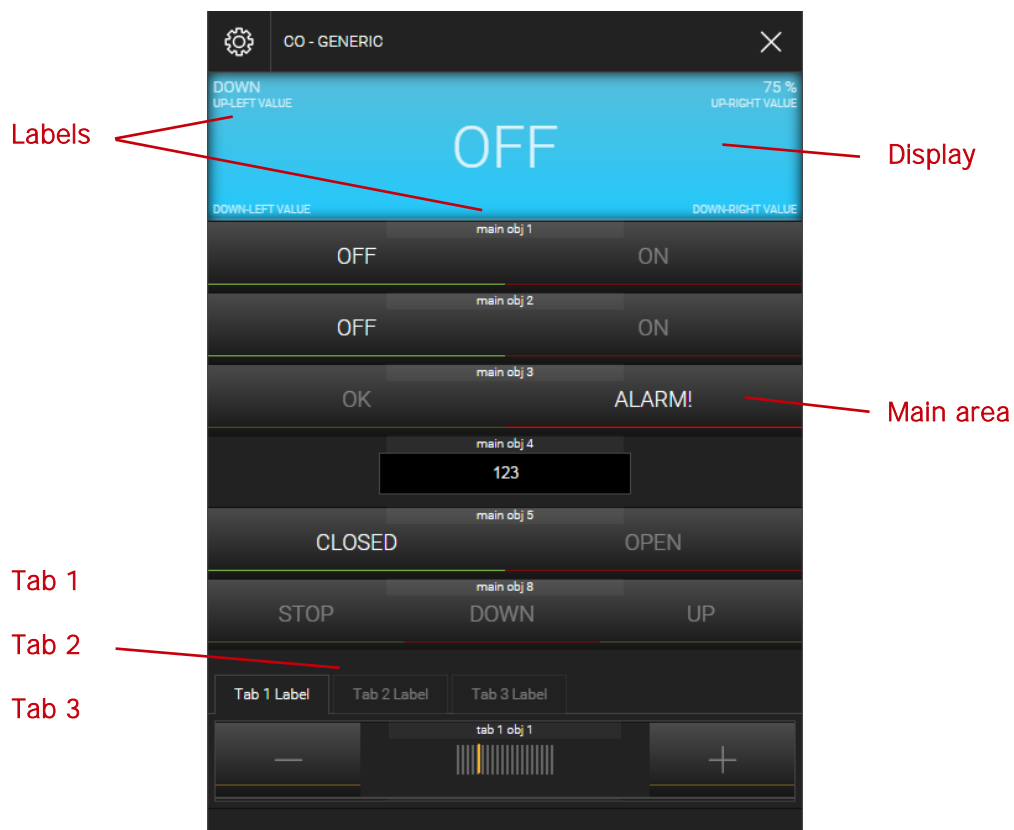 CO - GENERIC
DOWN
75 %
UP-LEFT VALUE
UP-RIGHT VALUE
Labels
OFF
Display
DOWN-LEFT VALUE
DOWN-RIGHT VALUE
main obj 1
OFF
ON
main obj 2
OFF
ON
main obj 3
OK
ALARM!
Main area
main obj 4
123
main obj 5
CLOSED
OPEN
Tab 1
main obj 8
STOP
DOWN
UP
Tab 2
Tab 1 Label
Tab 2 Label
Tab 3 Label
Tab 3
tab 1 obj 1